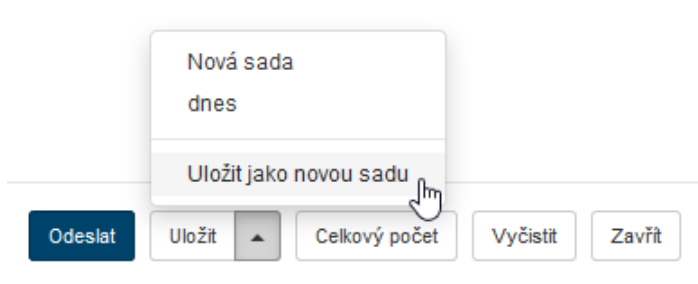 Nová sada
dnes
Uložit jako novou sadu
Odeslat Uložit Celkový počet Vyčistit Zavřít